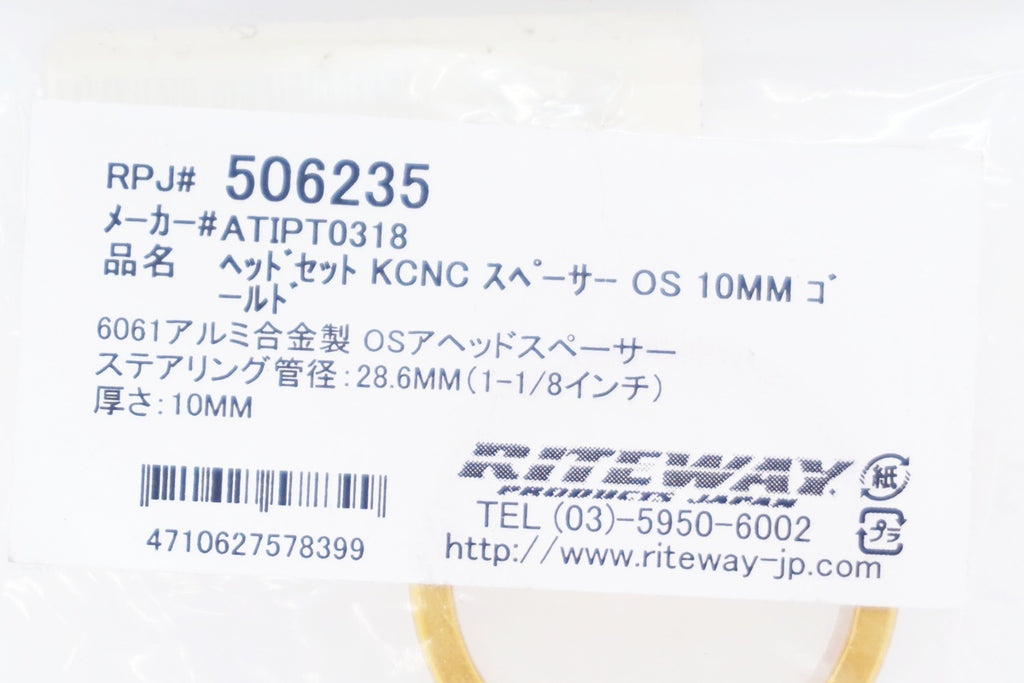 RPJ# 506235
ﾒｰｶｰ#ATIPT0318
品名 ﾍｯﾄﾞｾｯﾄ KCNC ｽﾍﾟｰｻｰ OS 10MM ｺﾞ
ｰﾙﾄﾞ
6061アルミ合金製 OSアヘッドスペーサー
ステアリング管径:28.6MM(1-1/8インチ)
厚さ:10MM
4710627578399
RITEWAY
PRODUCTS JAPAN
TEL (03)-5950-6002
http://www.riteway-jp.com
紙
プラ